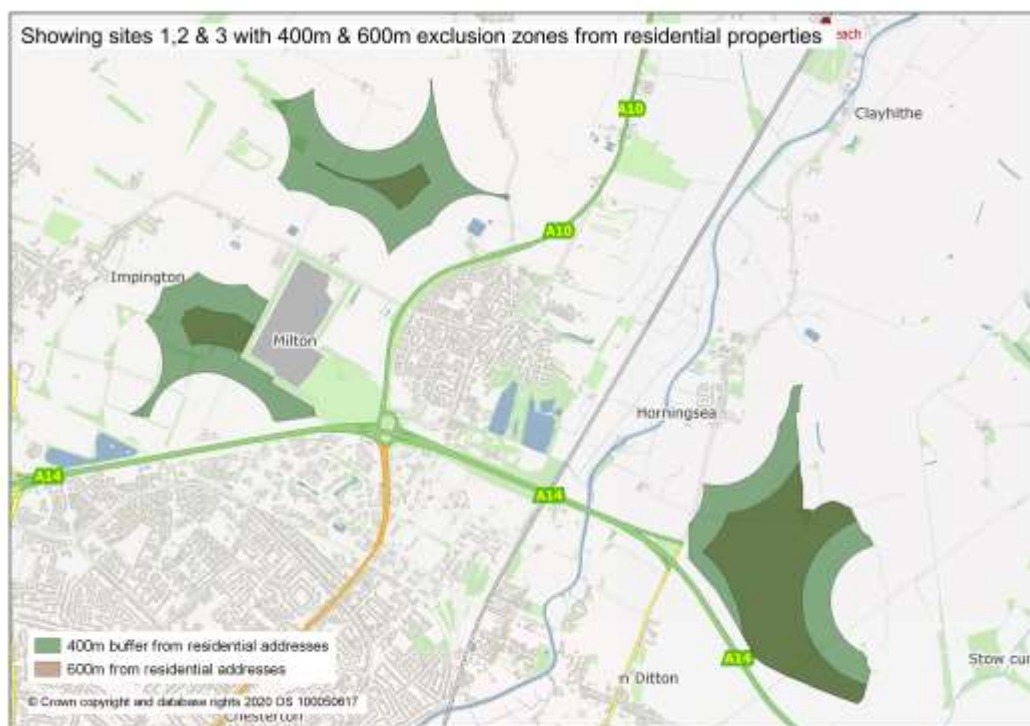 Showing sites 1,2 & 3 with 400m & 600m exclusion zones from residential properties
each
A10
Clayhithe
A10
Impington
Milton
Horningsea
A14
A14
400m buffer from residential addresses
600m from residential addresses
A14
Stow cu
n Ditton
© Crown copyright and database rights 2020 OS 100050617
Chesterton